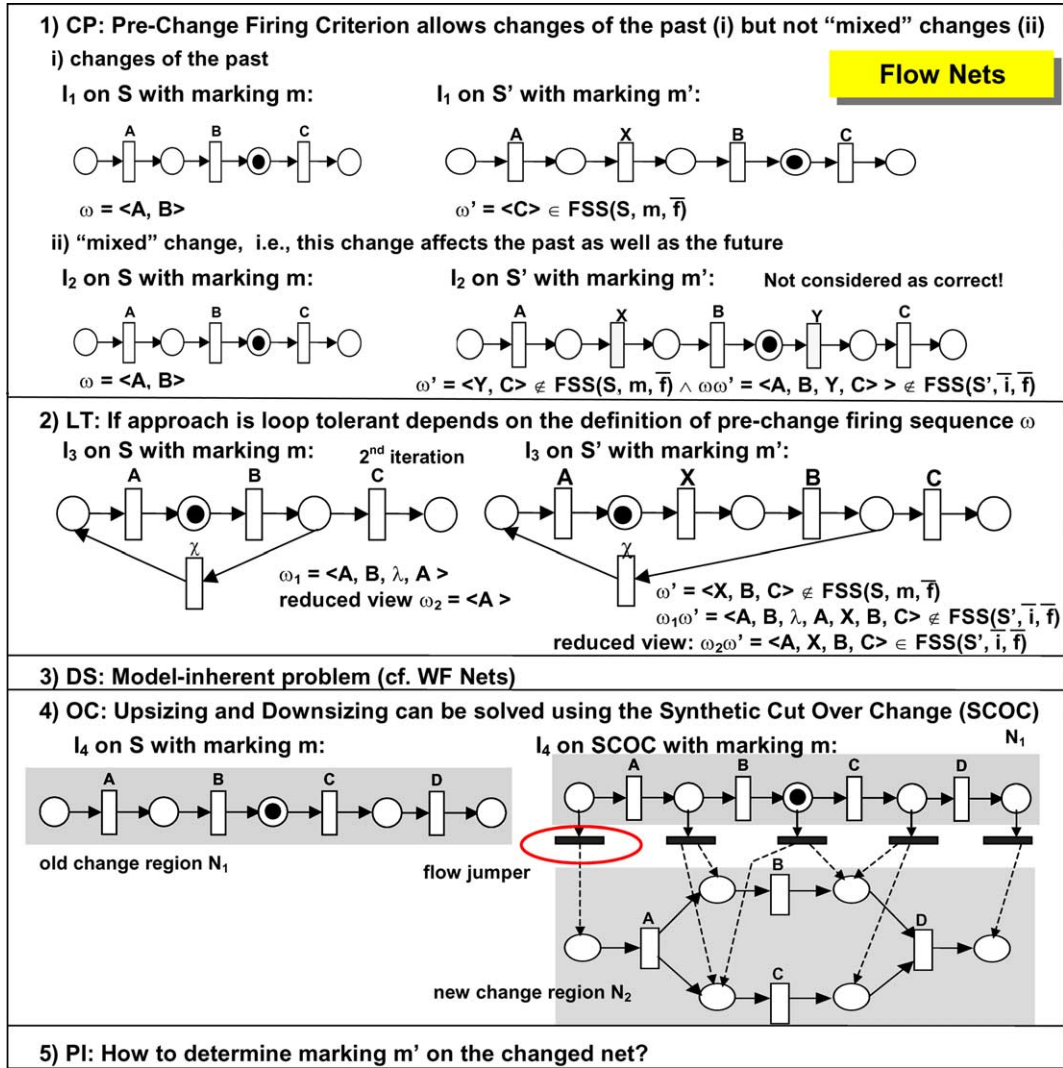 1) CP: Pre-Change Firing Criterion allows changes of the past (i) but not “mixed” changes (ii)
i) changes of the past
Flow Nets
I₁ on S with marking m:
I₁ on S’ with marking m’:
A B C
A X B C
ω = <A, B>
ω’ = <C> ∈ FSS(S, m, f̅)
ii) “mixed” change, i.e., this change affects the past as well as the future
I₂ on S with marking m:
I₂ on S’ with marking m’:
Not considered as correct!
A B C
A X B Y C
ω = <A, B>
ω’ = <Y, C> ∉ FSS(S, m, f̅) ∧ ωω’ = <A, B, Y, C> > ∉ FSS(S’, i̅, f̅)
2) LT: If approach is loop tolerant depends on the definition of pre-change firing sequence ω
I₃ on S with marking m:
2nd iteration
I₃ on S’ with marking m’:
A B C
A X B C
χ
χ
ω₁ = <A, B, λ, A >
reduced view ω₂ = <A >
ω’ = <X, B, C> ∉ FSS(S, m, f̅)
ω₁ω’ = <A, B, λ, A, X, B, C> ∉ FSS(S’, i̅, f̅)
reduced view: ω₂ω’ = <A, X, B, C> ∈ FSS(S’, i̅, f̅)
3) DS: Model-inherent problem (cf. WF Nets)
4) OC: Upsizing and Downsizing can be solved using the Synthetic Cut Over Change (SCOC)
I₄ on S with marking m:
I₄ on SCOC with marking m:
N₁
A B C D
A B C D
old change region N₁
flow jumper
B
A
D
C
new change region N₂
5) PI: How to determine marking m’ on the changed net?